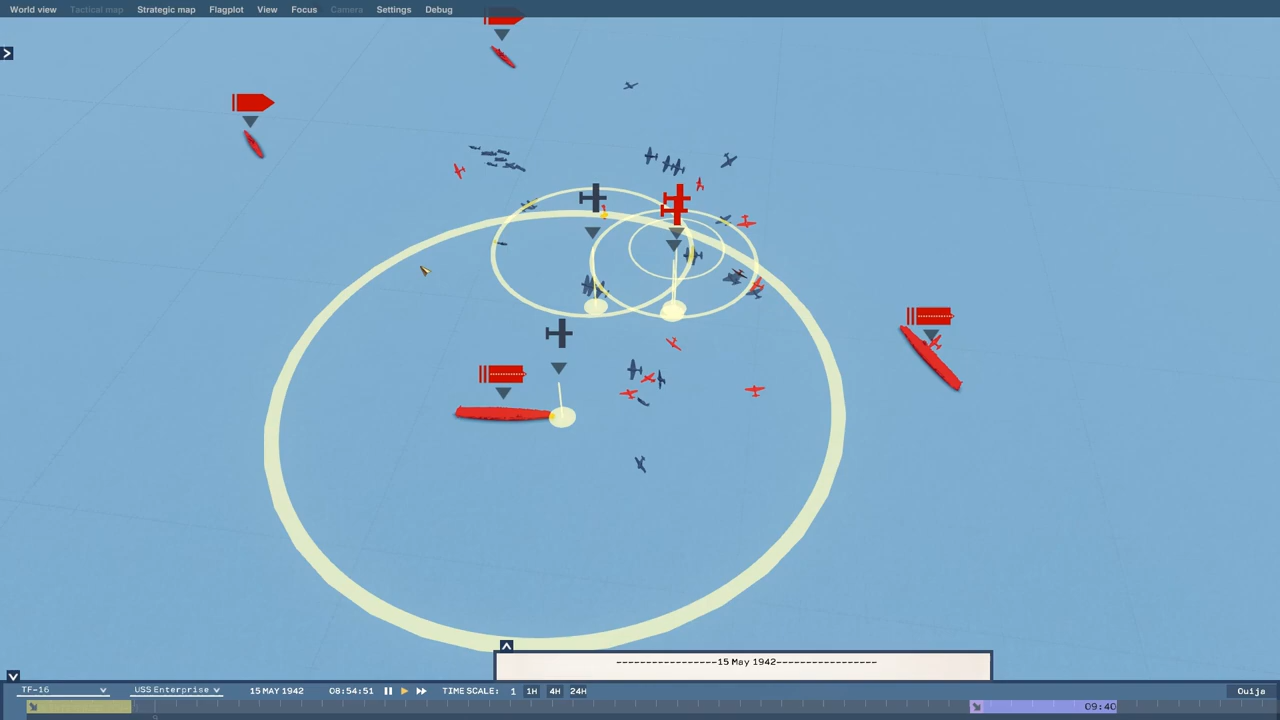 World view Tactical map Strategic map Flagplot View Focus Camera Settings Debug
-----------------15 May 1942-----------------
TF-16 USS Enterprise 15 MAY 1942 08:54:51 TIME SCALE: 1 1H 4H 24H Ouija
9 09:40